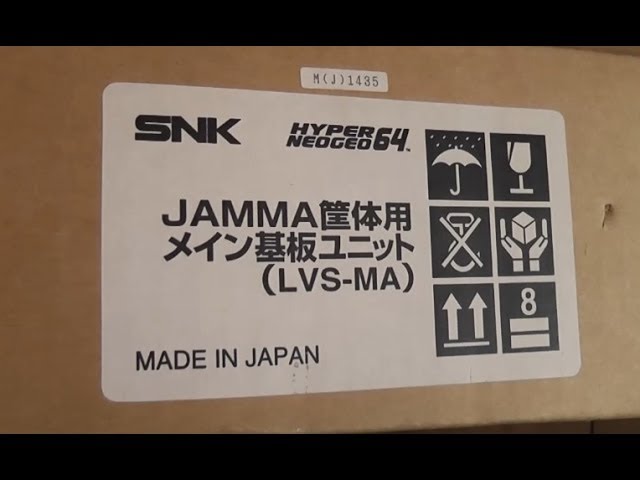 M(J)1435
SNK
HYPER
NEOGEO64™
JAMMA筐体用
メイン基板ユニット
(LVS-MA)
8
MADE IN JAPAN